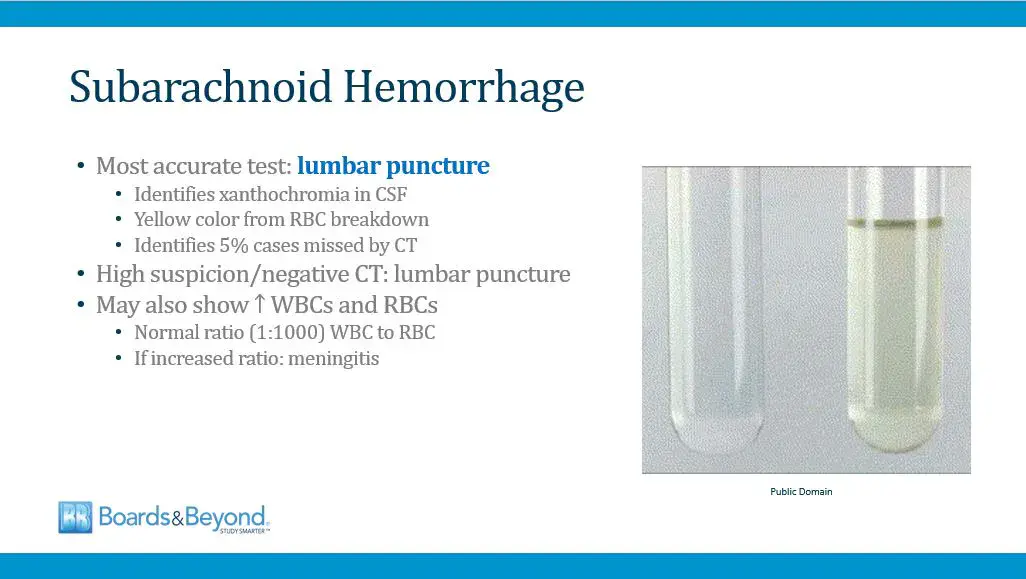 Subarachnoid Hemorrhage
• Most accurate test: lumbar puncture
• Identifies xanthochromia in CSF
• Yellow color from RBC breakdown
• Identifies 5% cases missed by CT
• High suspicion/negative CT: lumbar puncture
• May also show ↑ WBCs and RBCs
• Normal ratio (1:1000) WBC to RBC
• If increased ratio: meningitis
Public Domain
BB Boards&Beyond®
STUDY SMARTER™